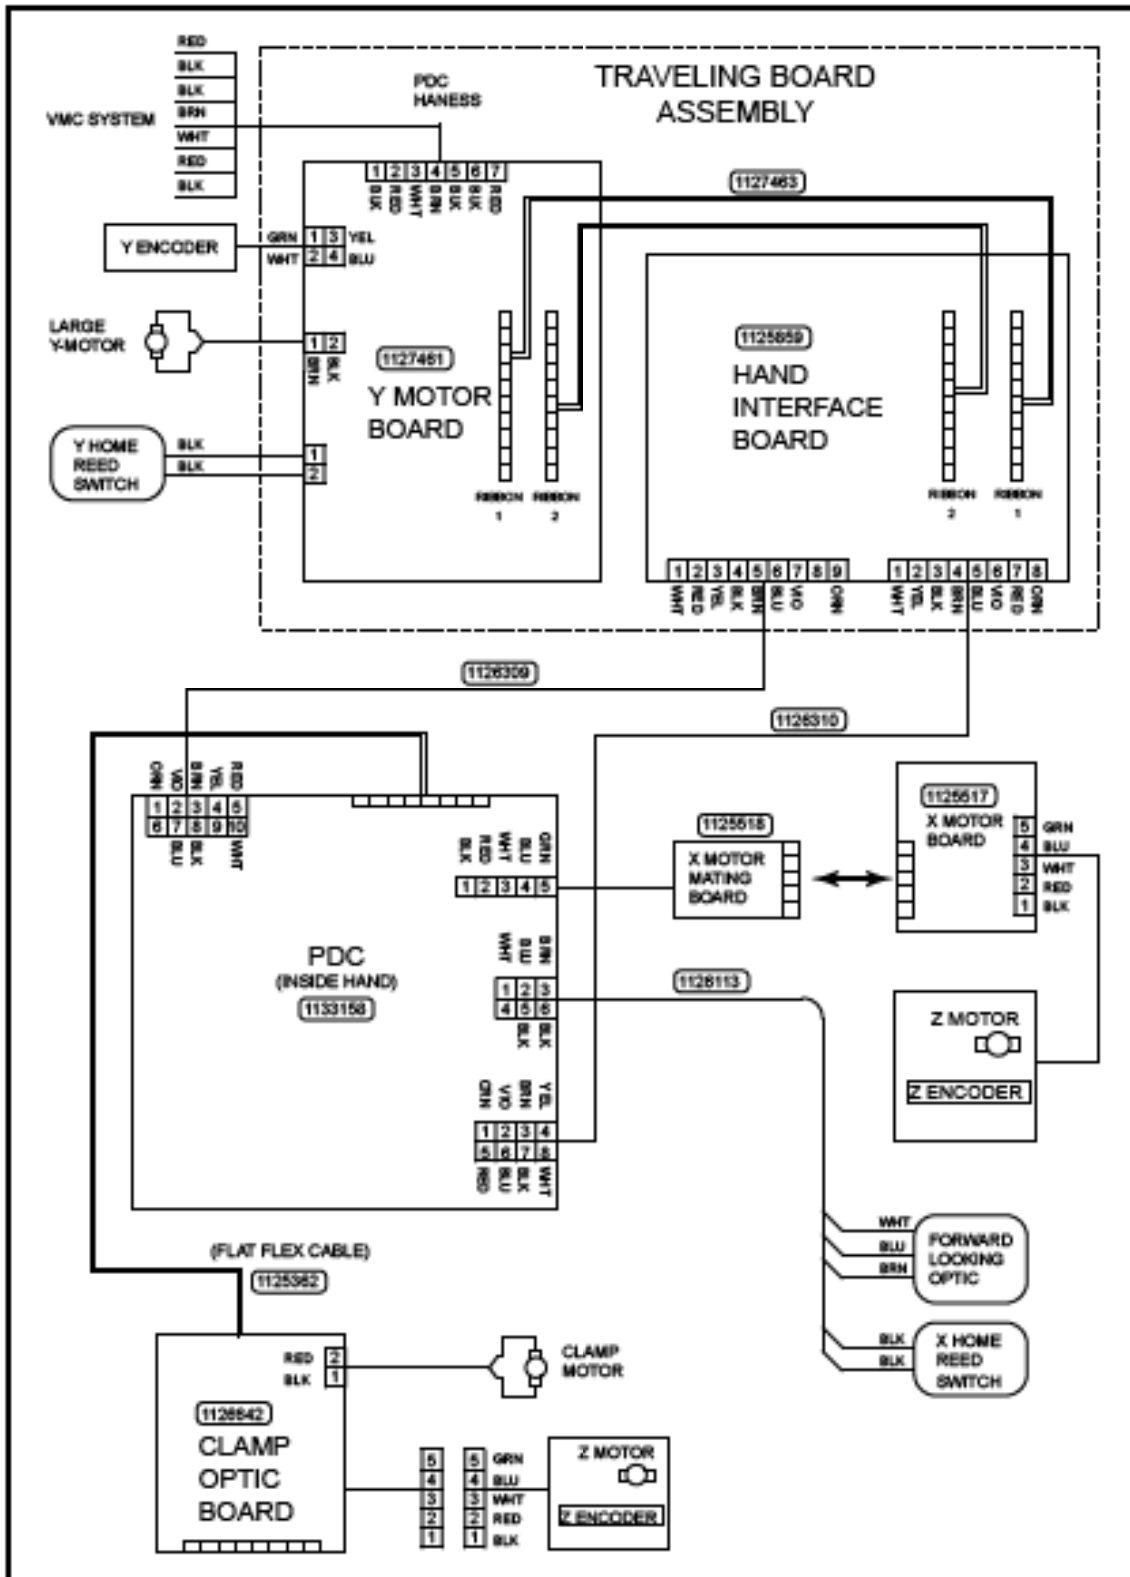 RED
BLK
BLK
VMC SYSTEM
BRN
WHT
RED
BLK
PDC
HANESS
TRAVELING BOARD
ASSEMBLY
1 2 3 4 5 6 7
BLK RED WHT BRN BLK BLK RED
1127463
Y ENCODER
GRN 1 3 YEL
WHT 2 4 BLU
LARGE
Y-MOTOR
1 2
BRN BLK
1127461
Y MOTOR
BOARD
1125859
HAND
INTERFACE
BOARD
Y HOME
REED
SWITCH
BLK
BLK
1
2
RIBBON
1
RIBBON
2
RIBBON
2
RIBBON
1
1 2 3 4 5 6 7 8 9
WHT RED YEL BLK BRN BLU VIO ORN
1 2 3 4 5 6 7 8
WHT YEL BLK BRN BLU VIO RED ORN
1126309
1126310
ORN VIO BRN YEL RED
1 2 3 4 5
6 7 8 9 10
BLU BLK WHT
BLK RED WHT BLU GRN
1 2 3 4 5
1125518
X MOTOR
MATING
BOARD
1125517
X MOTOR
BOARD
5 GRN
4 BLU
3 WHT
2 RED
1 BLK
PDC
(INSIDE HAND)
1133158
WHT BLU BRN
1 2 3
4 5 6
BLK BLK
1126113
Z MOTOR
Z ENCODER
ORN VIO BRN YEL
1 2 3 4
5 6 7 8
RED BLU BLK WHT
WHT
BLU
BRN
FORWARD
LOOKING
OPTIC
BLK
BLK
X HOME
REED
SWITCH
(FLAT FLEX CABLE)
1125362
RED 2
BLK 1
CLAMP
MOTOR
1126642
CLAMP
OPTIC
BOARD
5 5 GRN
4 4 BLU
3 3 WHT
2 2 RED
1 1 BLK
Z MOTOR
Z ENCODER